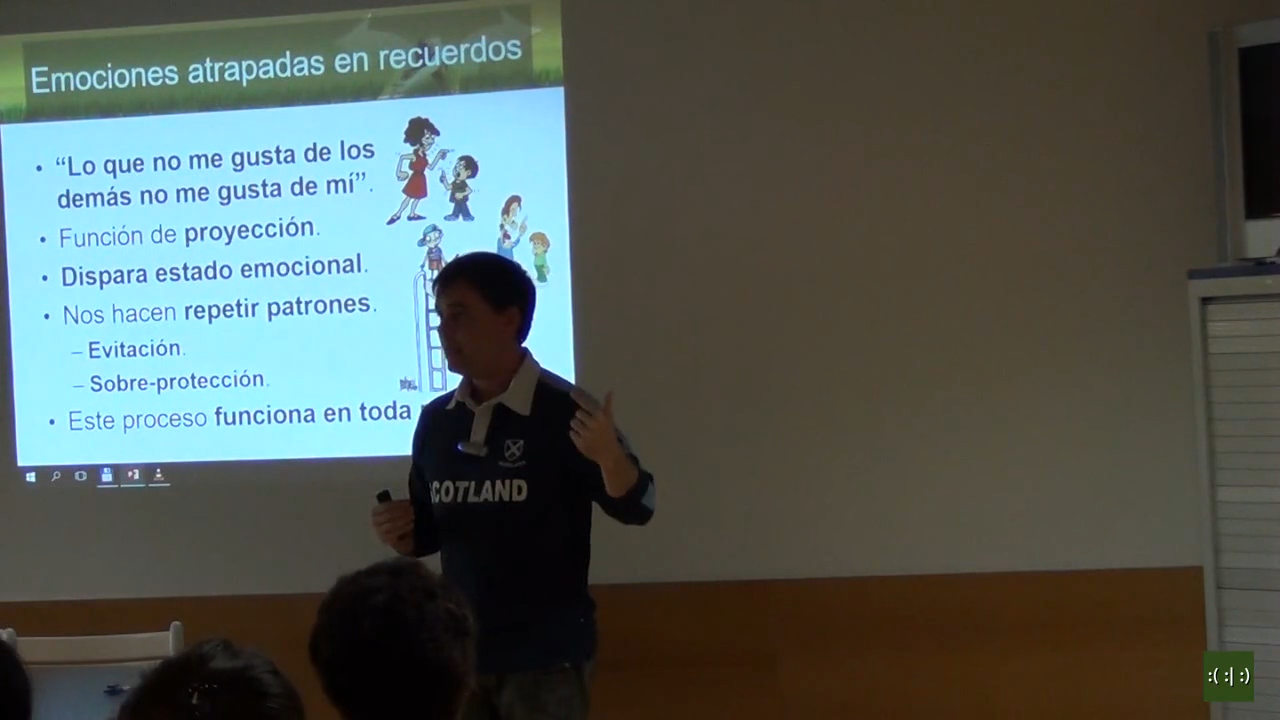 Emociones atrapadas en recuerdos
• “Lo que no me gusta de los
demás no me gusta de mí”.
• Función de proyección.
• Dispara estado emocional.
• Nos hacen repetir patrones.
– Evitación.
– Sobre-protección.
• Este proceso funciona en toda
COTLAND
:( :| :)